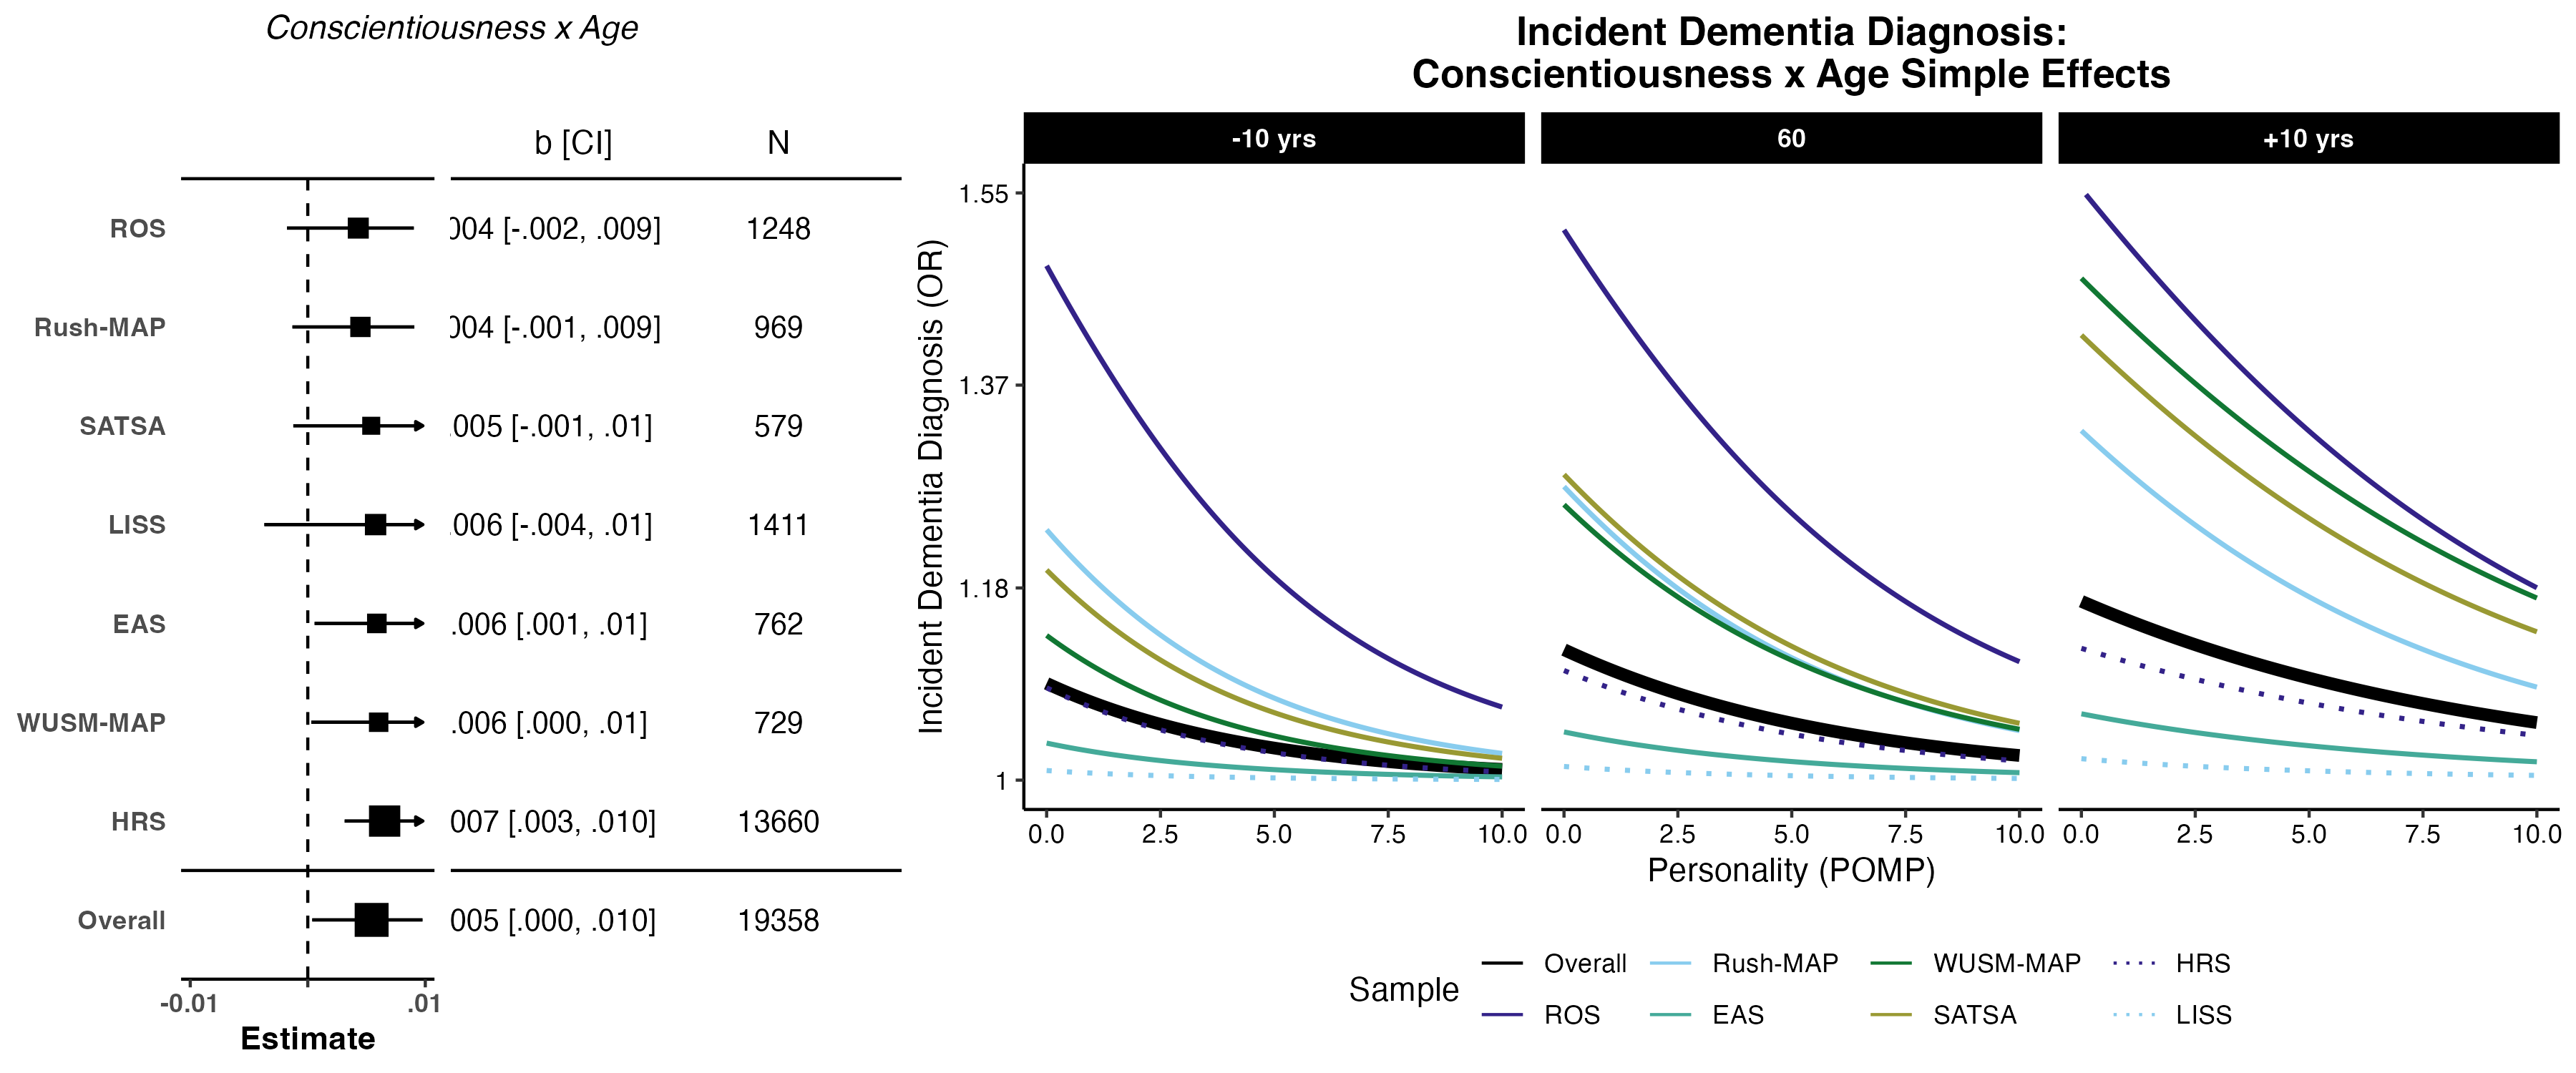 Conscientiousness x Age
b [CI] N
ROS 004 [-.002, .009] 1248
Rush-MAP 004 [-.001, .009] 969
SATSA .005 [-.001, .01] 579
LISS .006 [-.004, .01] 1411
EAS .006 [.001, .01] 762
WUSM-MAP .006 [.000, .01] 729
HRS 007 [.003, .010] 13660
Overall 005 [.000, .010] 19358
-0.01 .01
Estimate
Incident Dementia Diagnosis:
Conscientiousness x Age Simple Effects
-10 yrs 60 +10 yrs
Incident Dementia Diagnosis (OR)
1.55
1.37
1.18
1
0.0 2.5 5.0 7.5 10.0 0.0 2.5 5.0 7.5 10.0 0.0 2.5 5.0 7.5 10.0
Personality (POMP)
Sample
Overall Rush-MAP WUSM-MAP HRS
ROS EAS SATSA LISS